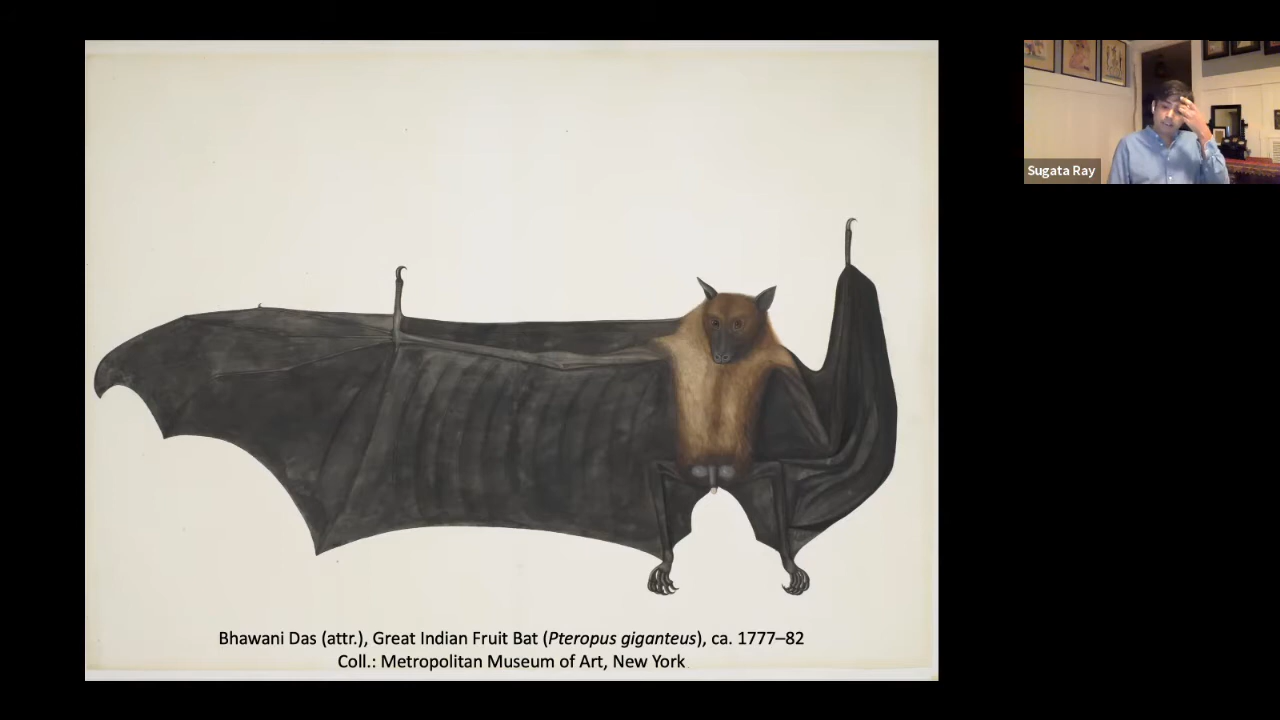 Sugata Ray
Bhawani Das (attr.), Great Indian Fruit Bat (Pteropus giganteus), ca. 1777–82
Coll.: Metropolitan Museum of Art, New York